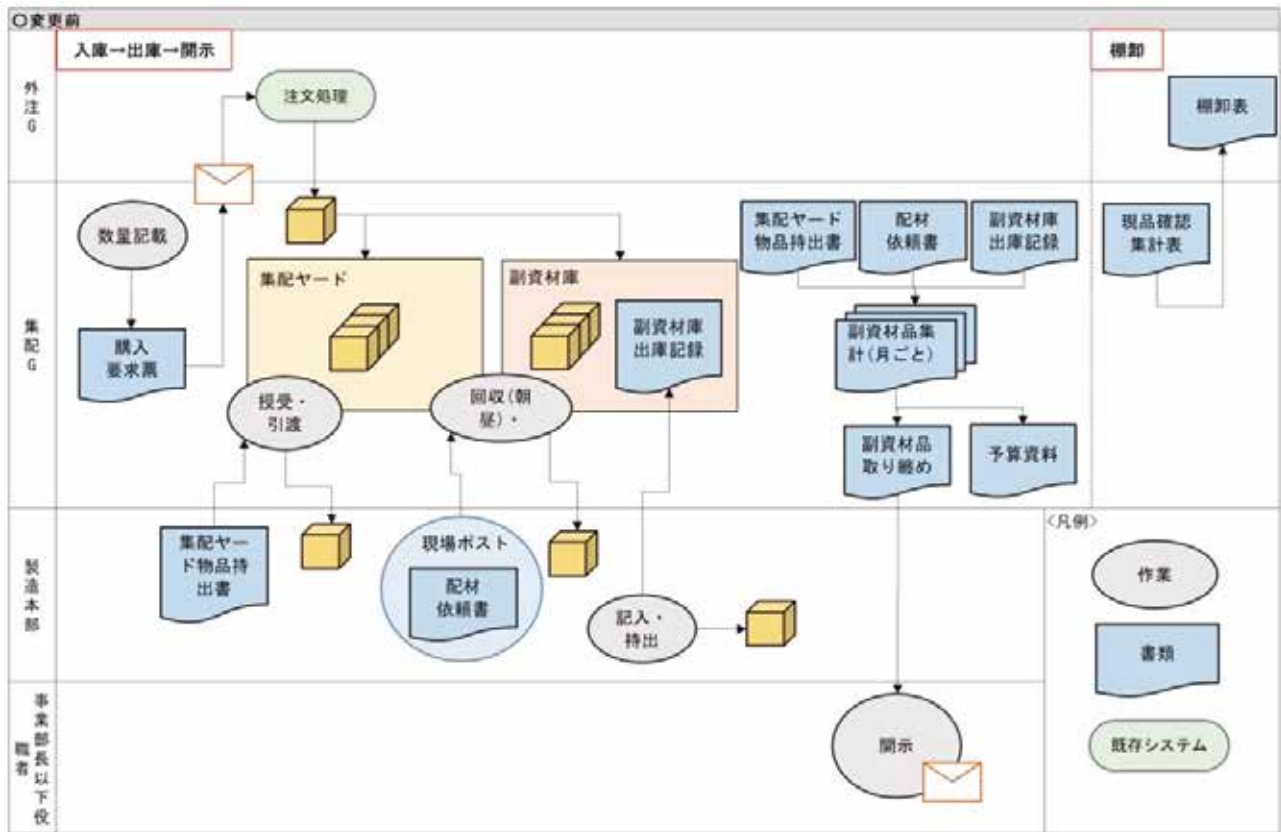 〇変更前
入庫→出庫→開示
棚卸
外注G
注文処理
棚卸表
集配G
数量記載
購入
要求票
集配ヤード
副資材庫
副資材庫
出庫記録
授受・
引渡
回収(朝
昼)・
集配ヤード
物品持出書
配材
依頼書
副資材庫
出庫記録
副資材品集
計(月ごと)
副資材品
取り纏め
予算資料
現品確認
集計表
製造本部
集配ヤー
ド物品持
出書
現場ポスト
配材
依頼書
記入・
持出
事業部長以下役
職者
開示
<凡例>
作業
書類
既存システム